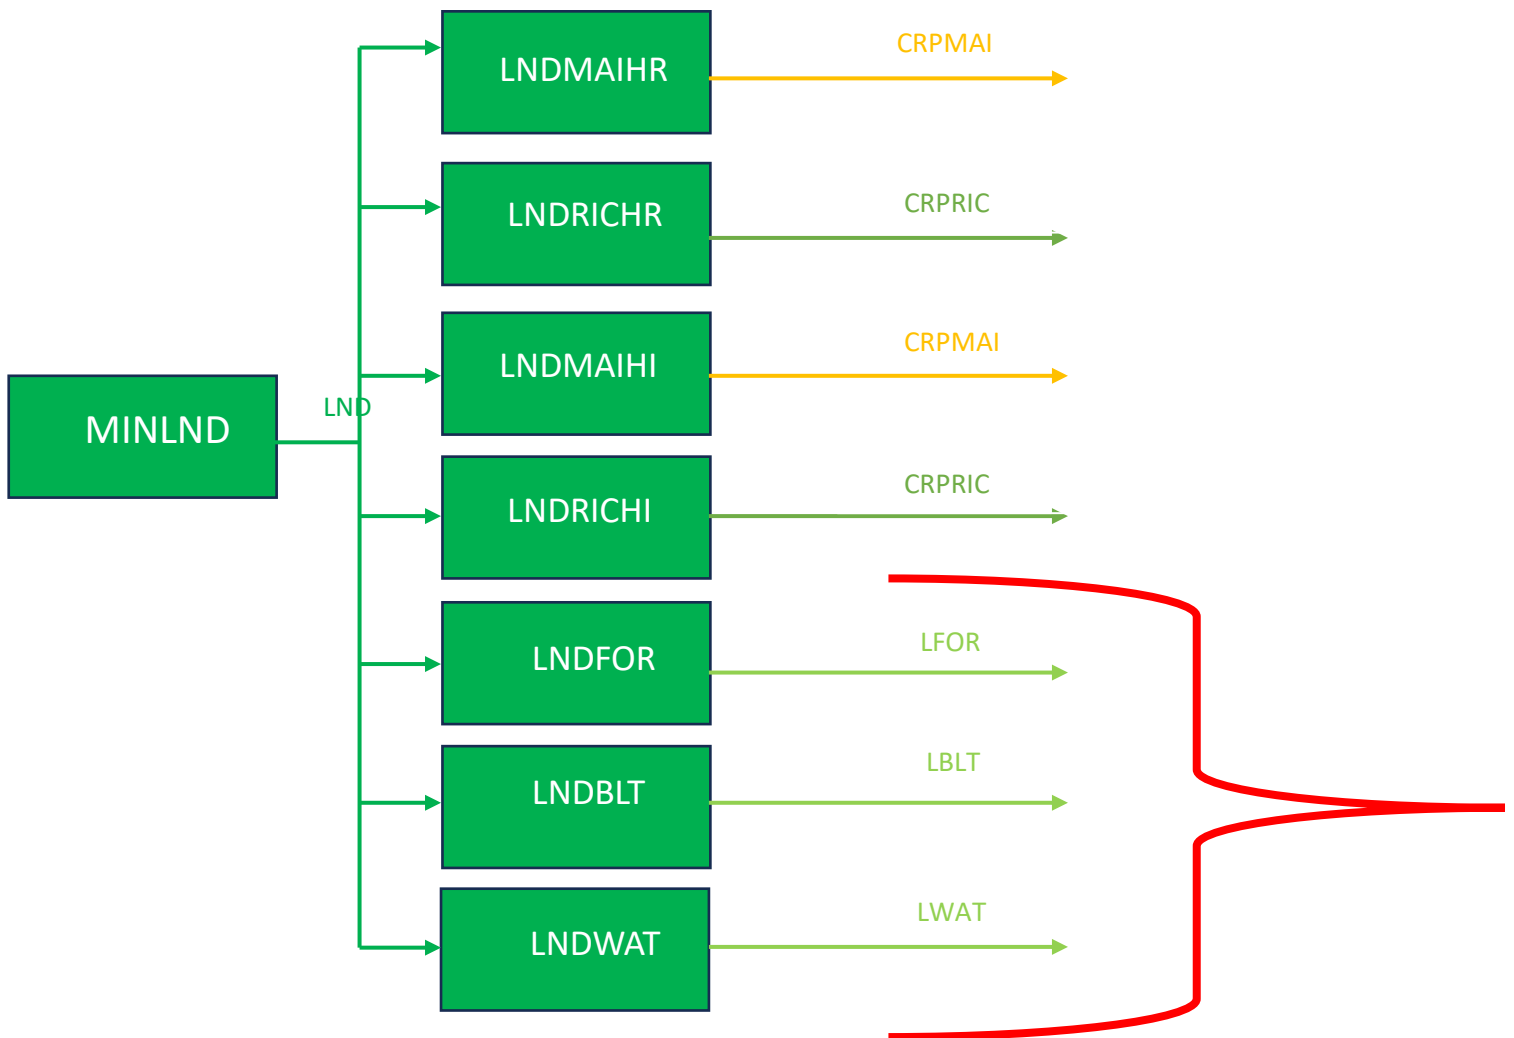 LNDMAIHR
CRPMAI
LNDRICHR
CRPRIC
LNDMAIHI
CRPMAI
MINLND
LND
LNDRICHI
CRPRIC
LNDFOR
LFOR
LNDBLT
LBLT
LNDWAT
LWAT